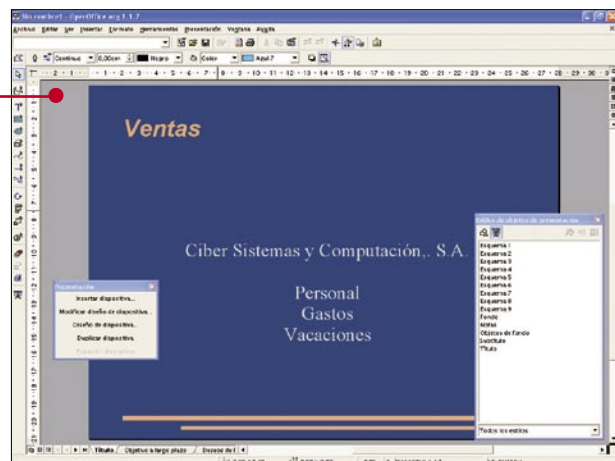 Sin nombre1 - OpenOffice.org 1.1.2
Archivo Editar Ver Insertar Formato Herramientas Presentación Ventana Ayuda
Continuo 0,00cm Negro Color Azul 7
Ventas
Ciber Sistemas y Computación,. S.A.
Personal
Gastos
Vacaciones
Presentación
Insertar diapositiva...
Modificar diseño de diapositiva...
Diseño de diapositiva...
Duplicar diapositiva
Estilos de objetos de presentación
Esquema 1
Esquema 2
Esquema 3
Esquema 4
Esquema 5
Esquema 6
Esquema 7
Esquema 8
Esquema 9
Fondo
Notas
Objetos de fondo
Subtítulo
Título
Todos los estilos
Título Objetivo a largo plazo